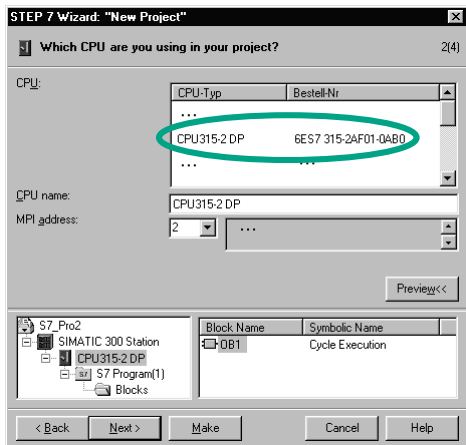 STEP 7 Wizard: "New Project"
Which CPU are you using in your project? 2(4)
CPU:
CPU-Typ Bestell-Nr
...
CPU315-2 DP 6ES7 315-2AF01-0AB0
... ...
CPU name:
CPU315-2 DP
MPI address:
2 ...
Preview<<
S7_Pro2
SIMATIC 300 Station
CPU315-2 DP
S7 S7 Program(1)
Blocks
Block Name Symbolic Name
OB1 Cycle Execution
< Back Next > Make Cancel Help